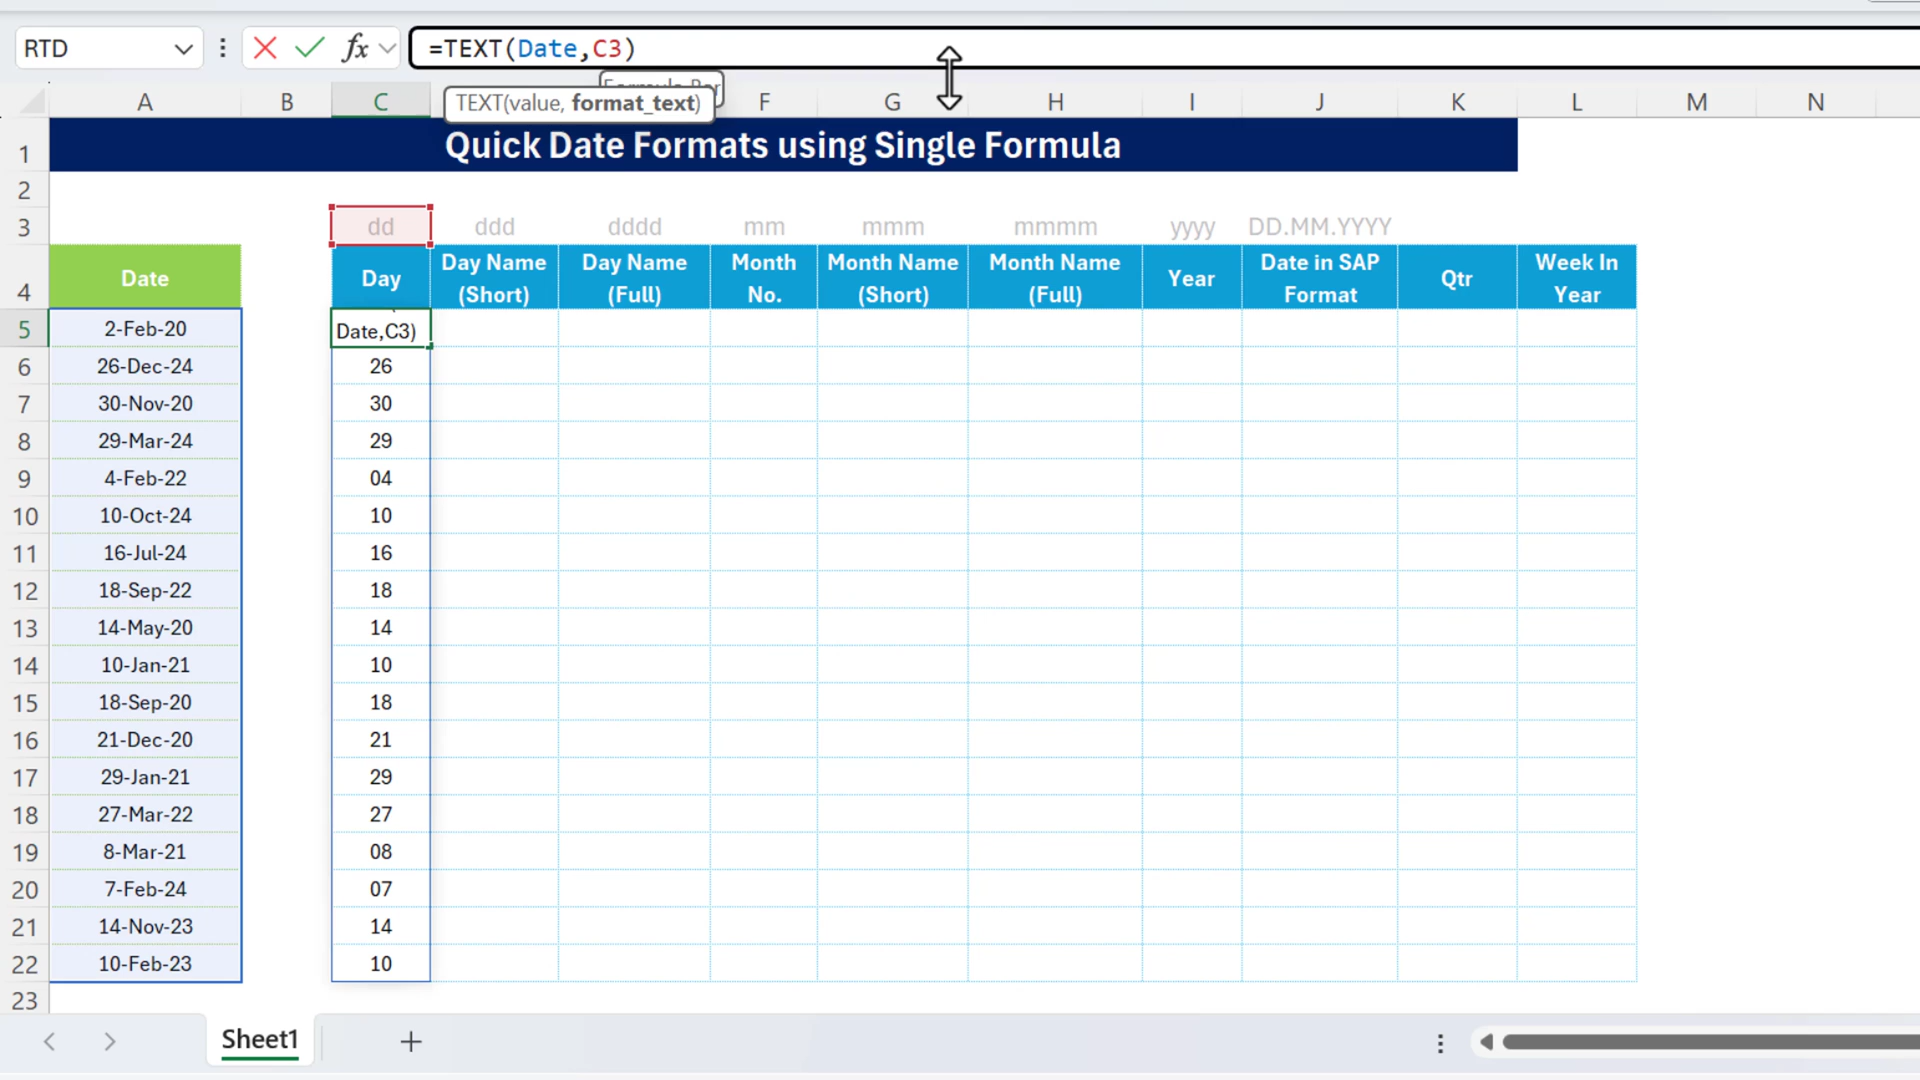 RTD
fx
=TEXT(Date,C3)
TEXT(value, format_text)
A B C F G H I J K L M N
1 Quick Date Formats using Single Formula
2
3 dd ddd dddd mm mmm mmmm yyyy DD.MM.YYYY
4 Date Day Day Name (Short) Day Name (Full) Month No. Month Name (Short) Month Name (Full) Year Date in SAP Format Qtr Week In Year
5 2-Feb-20 Date,C3)
6 26-Dec-24 26
7 30-Nov-20 30
8 29-Mar-24 29
9 4-Feb-22 04
10 10-Oct-24 10
11 16-Jul-24 16
12 18-Sep-22 18
13 14-May-20 14
14 10-Jan-21 10
15 18-Sep-20 18
16 21-Dec-20 21
17 29-Jan-21 29
18 27-Mar-22 27
19 8-Mar-21 08
20 7-Feb-24 07
21 14-Nov-23 14
22 10-Feb-23 10
23
Sheet1